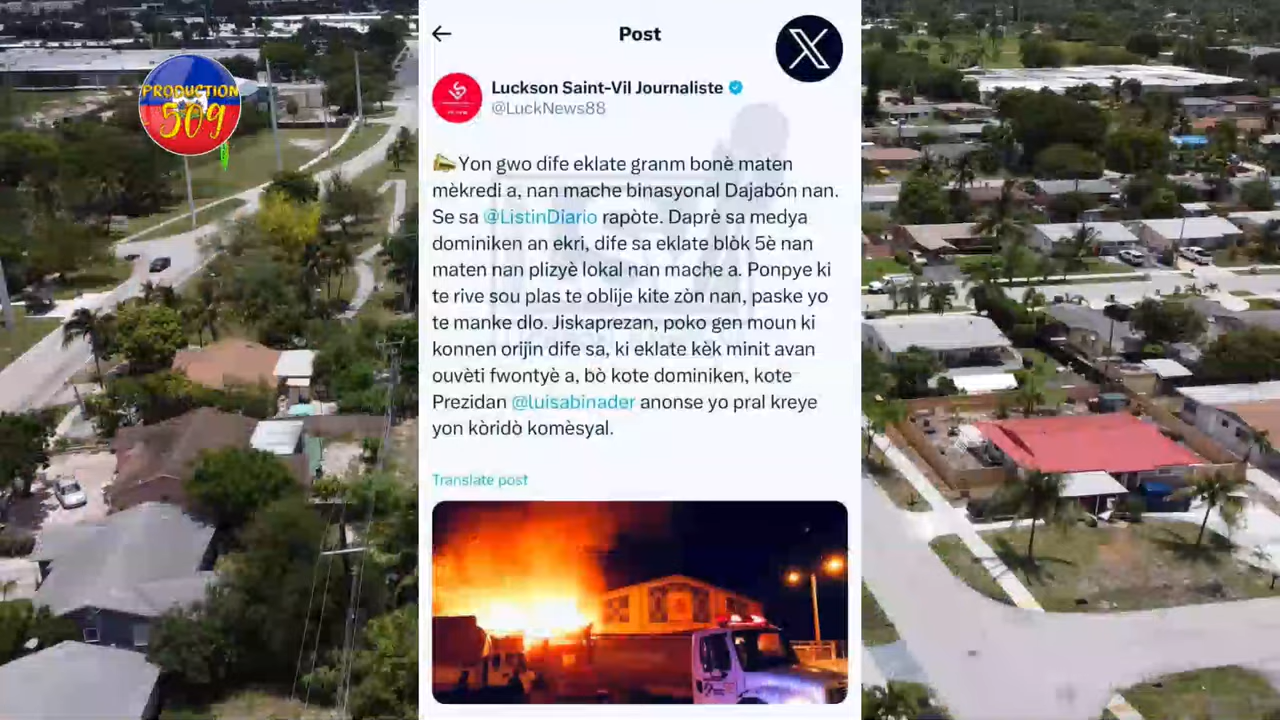 PRODUCTION
509
Post
Luckson Saint-Vil Journaliste
@LuckNews88
Yon gwo dife eklate granm bonè maten
mèkredi a, nan mache binasyonal Dajabón nan.
Se sa @ListinDiario rapòte. Daprè sa medya
dominiken an ekri, dife sa eklate blòk 5è nan
maten nan plizyè lokal nan mache a. Ponpye ki
te rive sou plas te oblije kite zòn nan, paske yo
te manke dlo. Jiskaprezan, poko gen moun ki
konnen orijin dife sa, ki eklate kèk minit avan
ouvèti fwontyè a, bò kote dominiken, kote
Prezidan @luisabinader anonse yo pral kreye
yon kòridò komèsyal.
Translate post